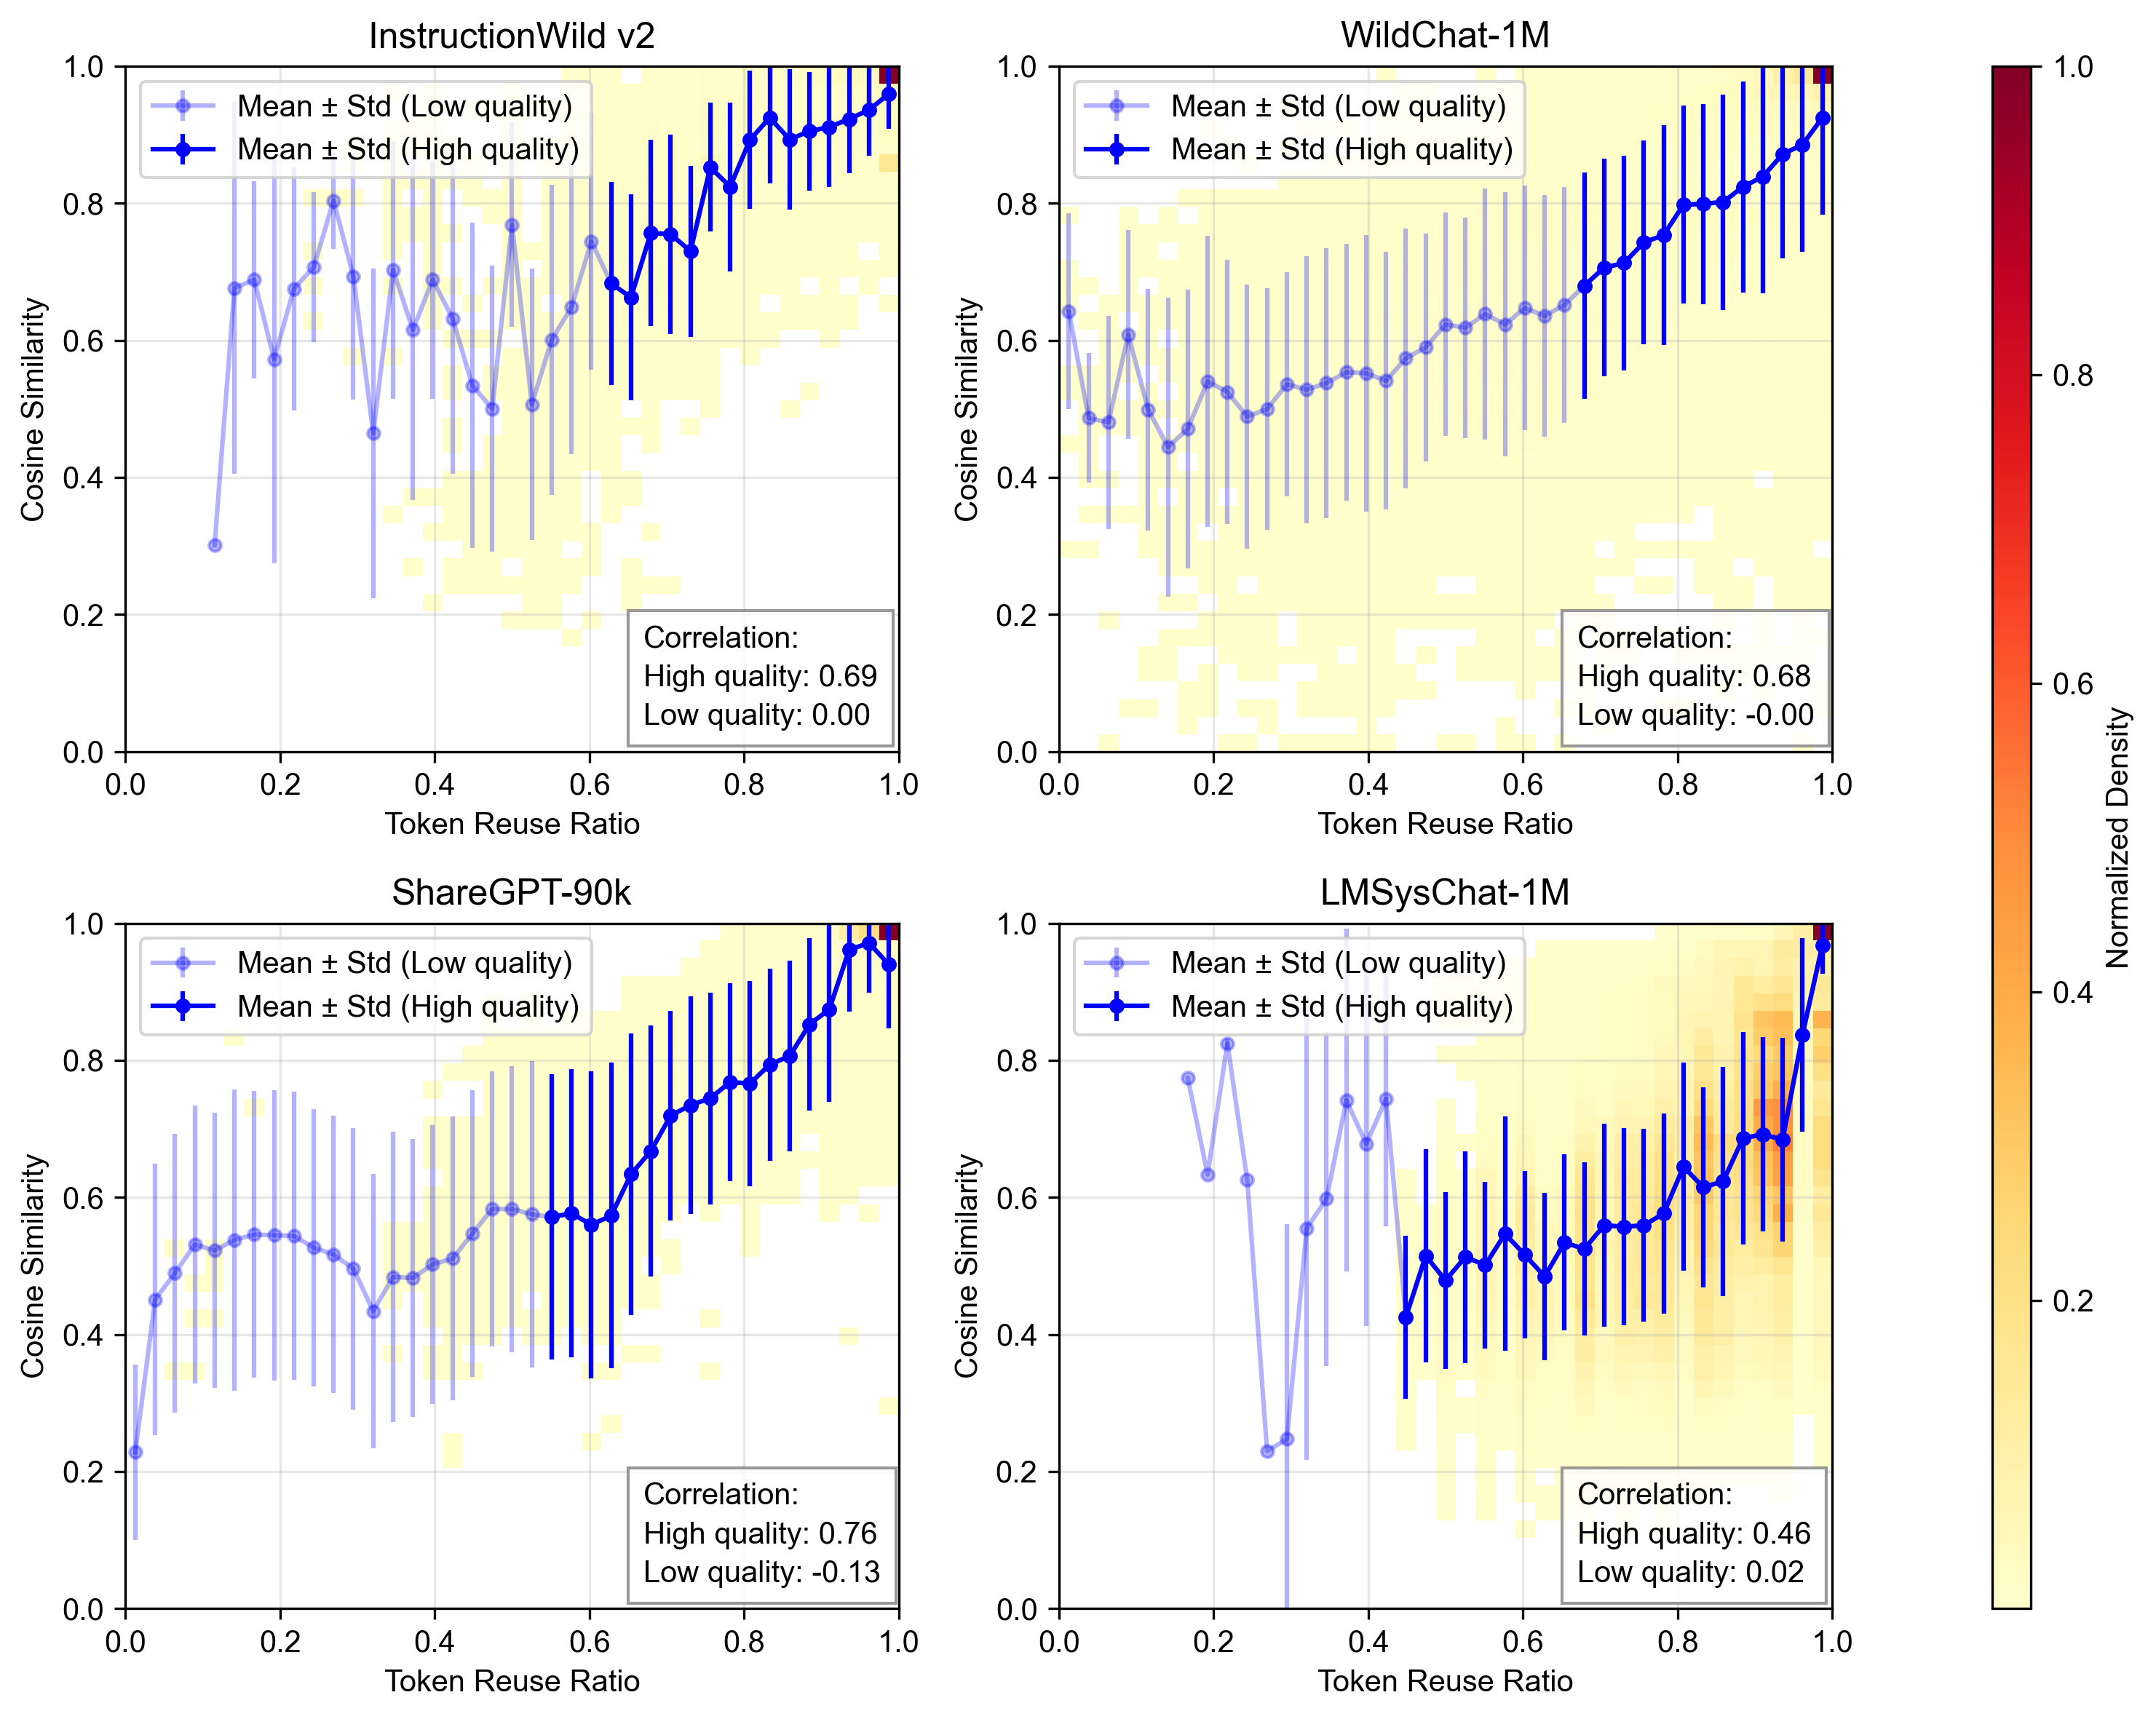 InstructionWild v2
1.0
0.8
0.6
0.4
0.2
0.0
Cosine Similarity
Mean ± Std (Low quality)
Mean ± Std (High quality)
Correlation:
High quality: 0.69
Low quality: 0.00
0.0 0.2 0.4 0.6 0.8 1.0
Token Reuse Ratio
WildChat-1M
1.0
0.8
0.6
0.4
0.2
0.0
Cosine Similarity
Mean ± Std (Low quality)
Mean ± Std (High quality)
Correlation:
High quality: 0.68
Low quality: -0.00
0.0 0.2 0.4 0.6 0.8 1.0
Token Reuse Ratio
ShareGPT-90k
1.0
0.8
0.6
0.4
0.2
0.0
Cosine Similarity
Mean ± Std (Low quality)
Mean ± Std (High quality)
Correlation:
High quality: 0.76
Low quality: -0.13
0.0 0.2 0.4 0.6 0.8 1.0
Token Reuse Ratio
LMSysChat-1M
1.0
0.8
0.6
0.4
0.2
0.0
Cosine Similarity
Mean ± Std (Low quality)
Mean ± Std (High quality)
Correlation:
High quality: 0.46
Low quality: 0.02
0.0 0.2 0.4 0.6 0.8 1.0
Token Reuse Ratio
1.0
0.8
0.6
0.4
0.2
Normalized Density